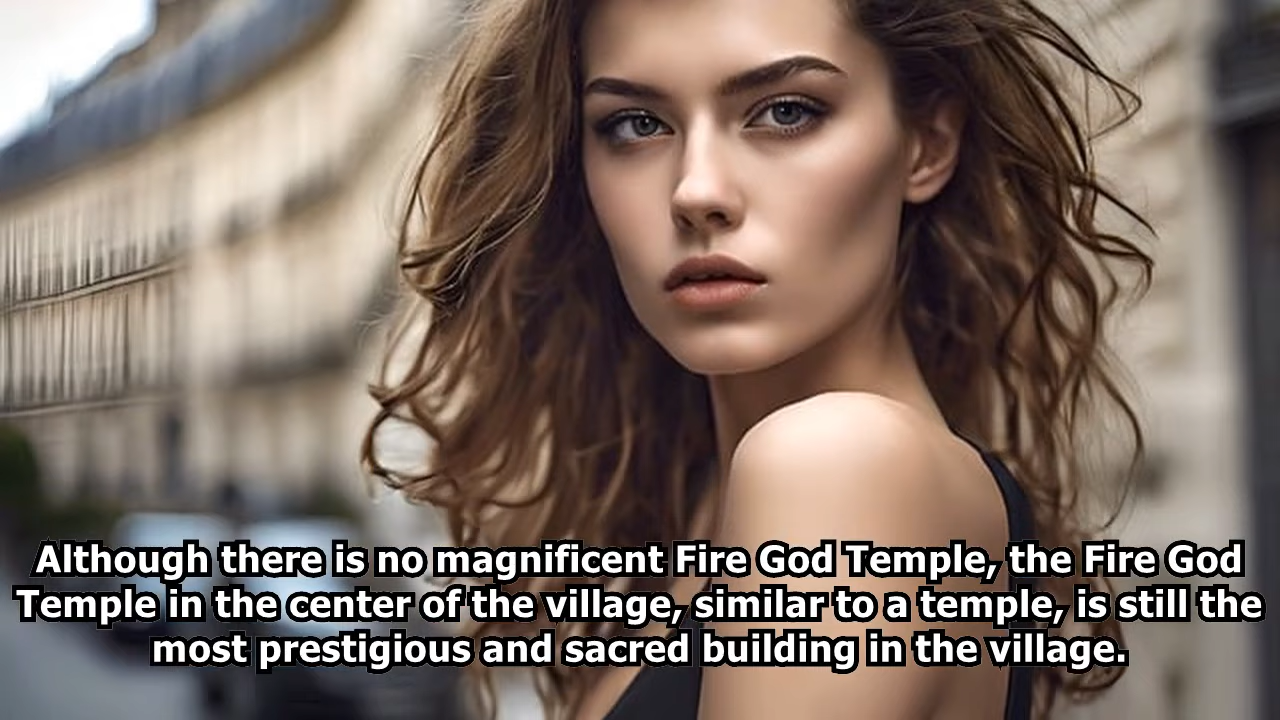 Although there is no magnificent Fire God Temple, the Fire God
Temple in the center of the village, similar to a temple, is still the
most prestigious and sacred building in the village.